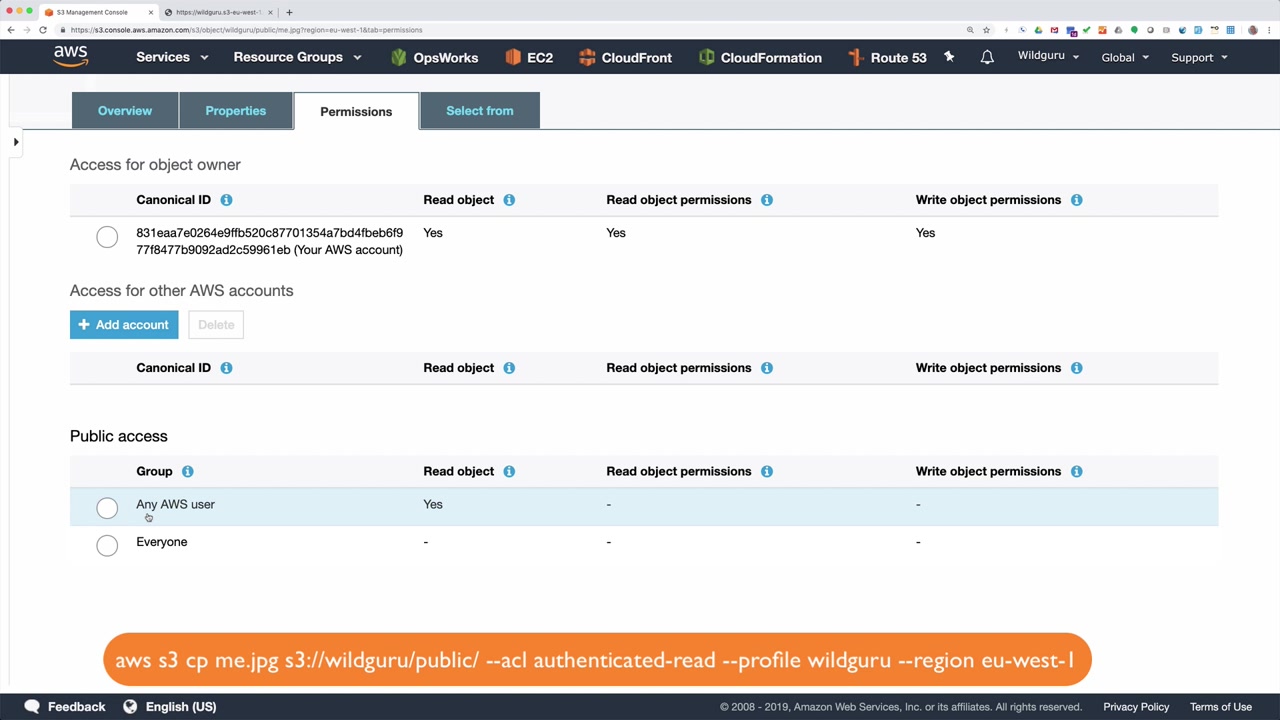 S3 Management Console
https://wildguru.s3-eu-west-1
https://s3.console.aws.amazon.com/s3/object/wildguru/public/me.jpg?region=eu-west-1&tab=permissions
aws Services Resource Groups OpsWorks EC2 CloudFront CloudFormation Route 53 Wildguru Global Support
Overview Properties Permissions Select from
Access for object owner
Canonical ID Read object Read object permissions Write object permissions
831eaa7e0264e9ffb520c87701354a7bd4fbeb6f9 Yes Yes Yes
77f8477b9092ad2c59961eb (Your AWS account)
Access for other AWS accounts
+ Add account Delete
Canonical ID Read object Read object permissions Write object permissions
Public access
Group Read object Read object permissions Write object permissions
Any AWS user Yes - -
Everyone - - -
aws s3 cp me.jpg s3://wildguru/public/ --acl authenticated-read --profile wildguru --region eu-west-1
Feedback English (US) © 2008 - 2019, Amazon Web Services, Inc. or its affiliates. All rights reserved. Privacy Policy Terms of Use